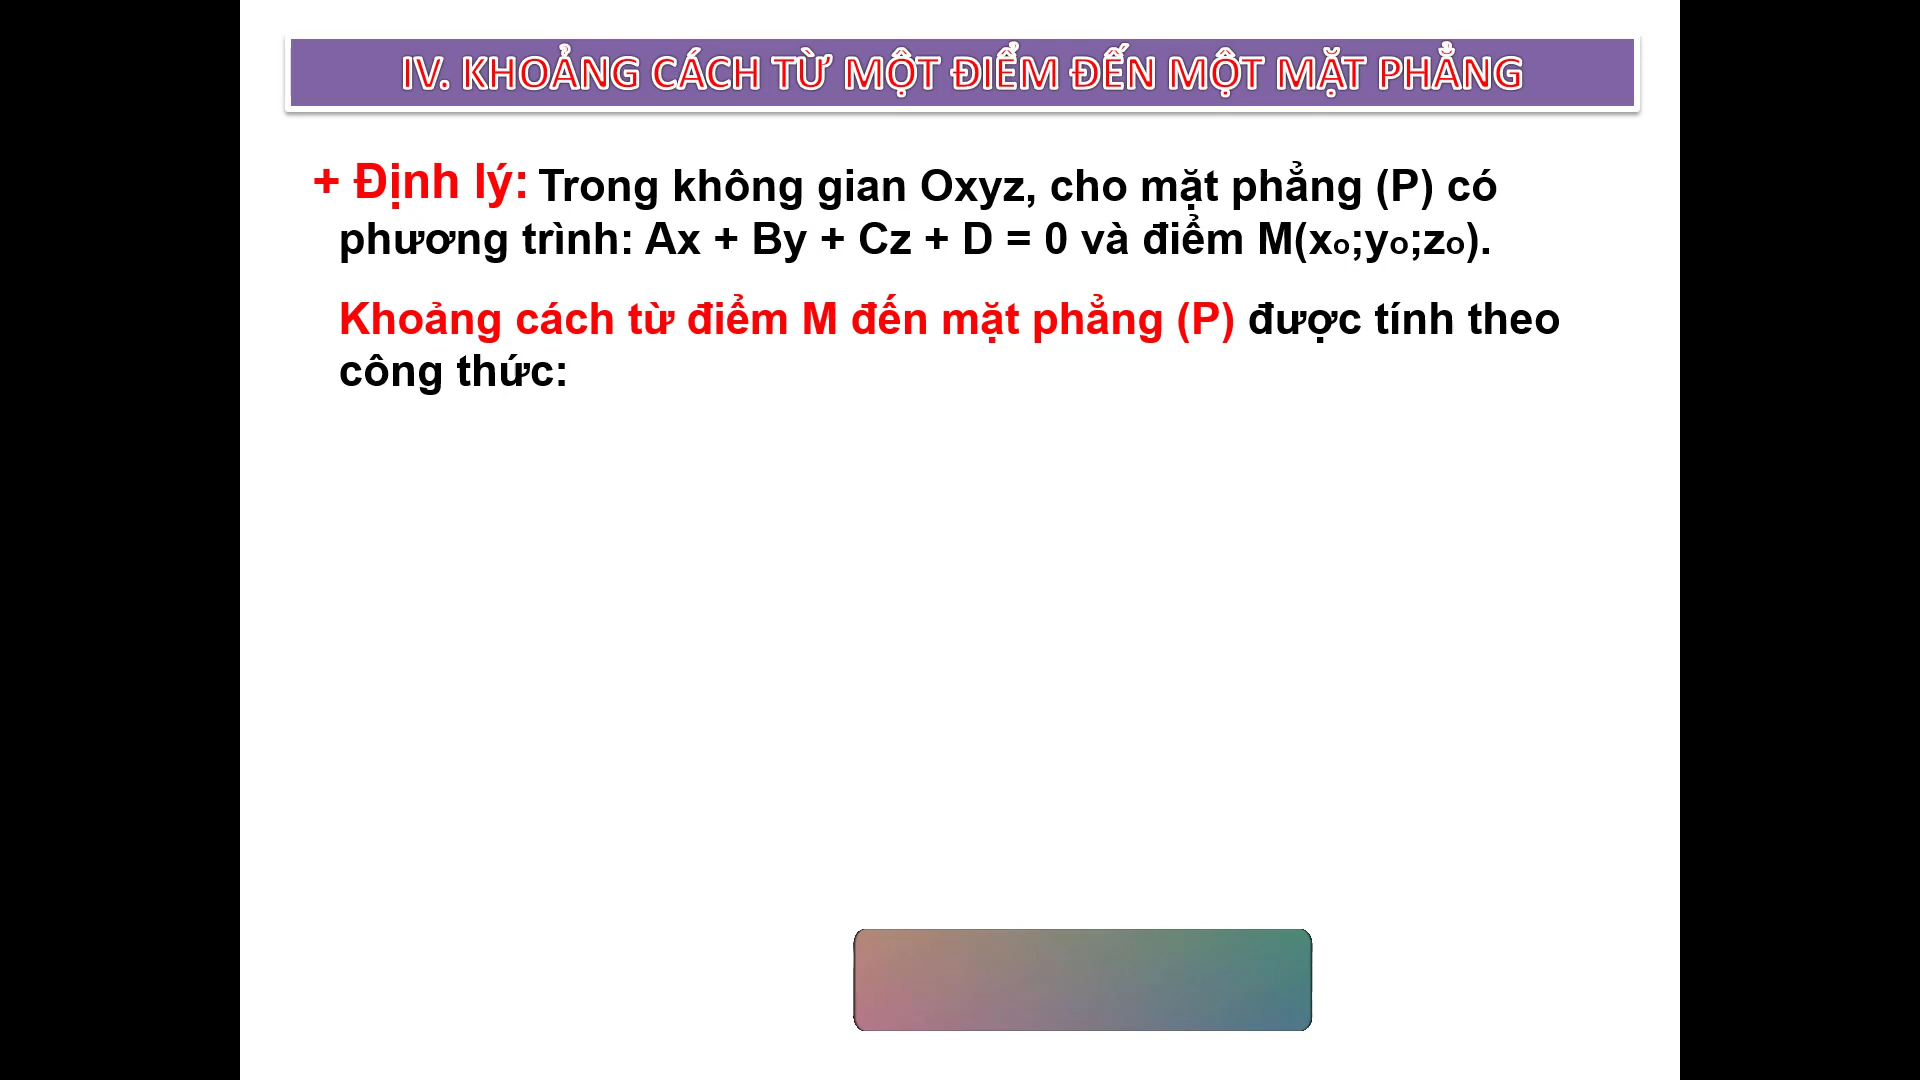 IV. KHOẢNG CÁCH TỪ MỘT ĐIỂM ĐẾN MỘT MẶT PHẲNG
+ Định lý: Trong không gian Oxyz, cho mặt phẳng (P) có
phương trình: Ax + By + Cz + D = 0 và điểm M(xₒ;yₒ;zₒ).
Khoảng cách từ điểm M đến mặt phẳng (P) được tính theo
công thức: